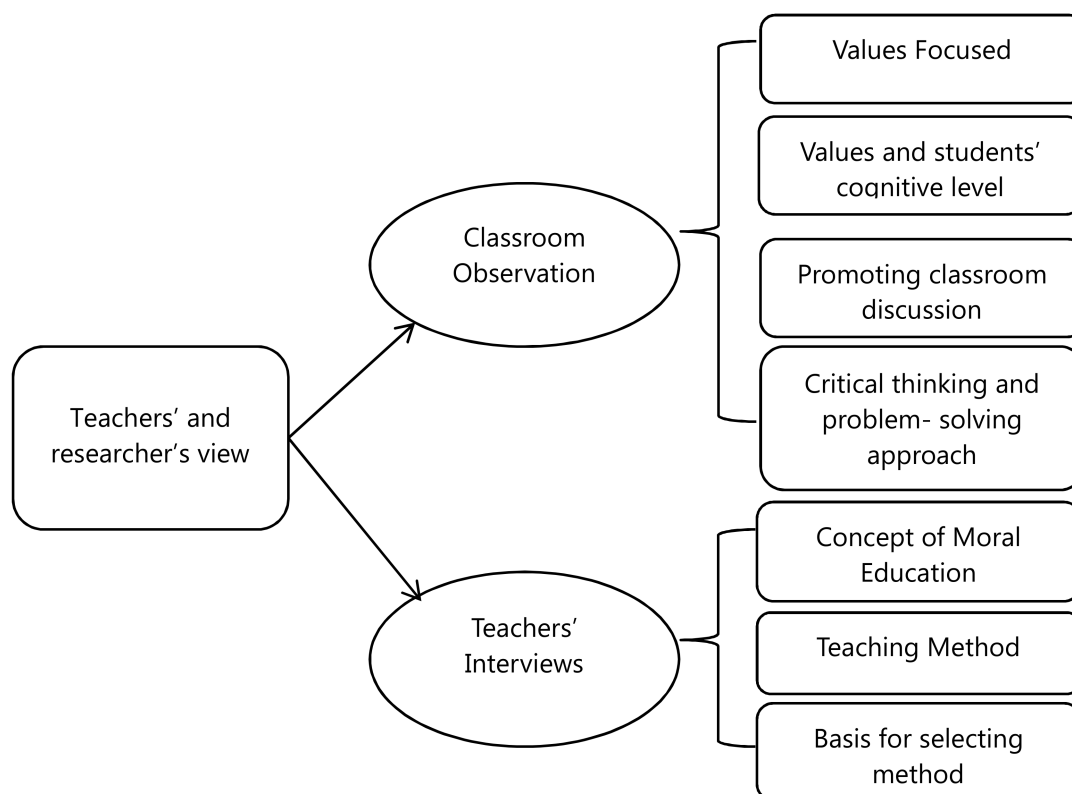 Values Focused
Values and students’
cognitive level
Classroom
Observation
Promoting classroom
discussion
Critical thinking and
problem- solving
approach
Teachers’ and
researcher’s view
Concept of Moral
Education
Teachers’
Interviews
Teaching Method
Basis for selecting
method